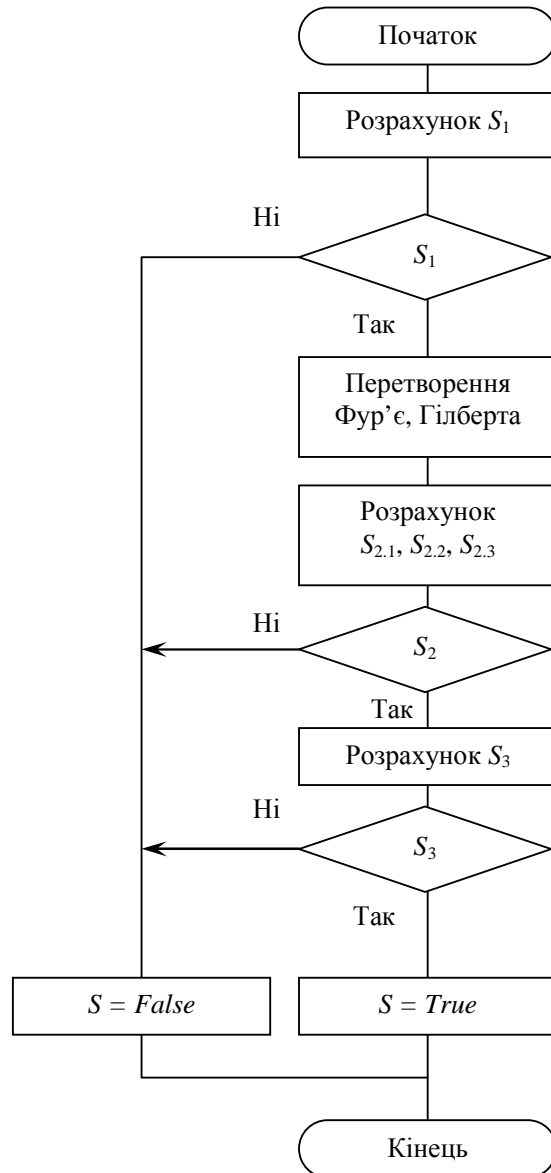 Початок
Розрахунок S₁
Ні
S₁
Так
Перетворення
Фур’є, Гілберта
Розрахунок
S₂.₁, S₂.₂, S₂.₃
Ні
S₂
Так
Розрахунок S₃
Ні
S₃
Так
S = False
S = True
Кінець